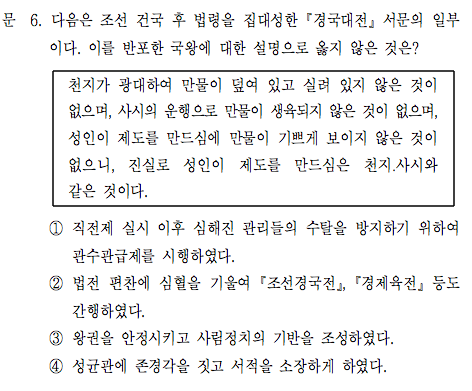 문 6. 다음은 조선 건국 후 법령을 집대성한 『경국대전』 서문의 일부
이다. 이를 반포한 국왕에 대한 설명으로 옳지 않은 것은?
천지가 광대하여 만물이 덮여 있고 실려 있지 않은 것이
없으며, 사시의 운행으로 만물이 생육되지 않은 것이 없으며,
성인이 제도를 만드심에 만물이 기쁘게 보이지 않은 것이
없으니, 진실로 성인이 제도를 만드심은 천지.사시와
같은 것이다.
① 직전제 실시 이후 심해진 관리들의 수탈을 방지하기 위하여
관수관급제를 시행하였다.
② 법전 편찬에 심혈을 기울여 『조선경국전』, 『경제육전』 등도
간행하였다.
③ 왕권을 안정시키고 사림정치의 기반을 조성하였다.
④ 성균관에 존경각을 짓고 서적을 소장하게 하였다.